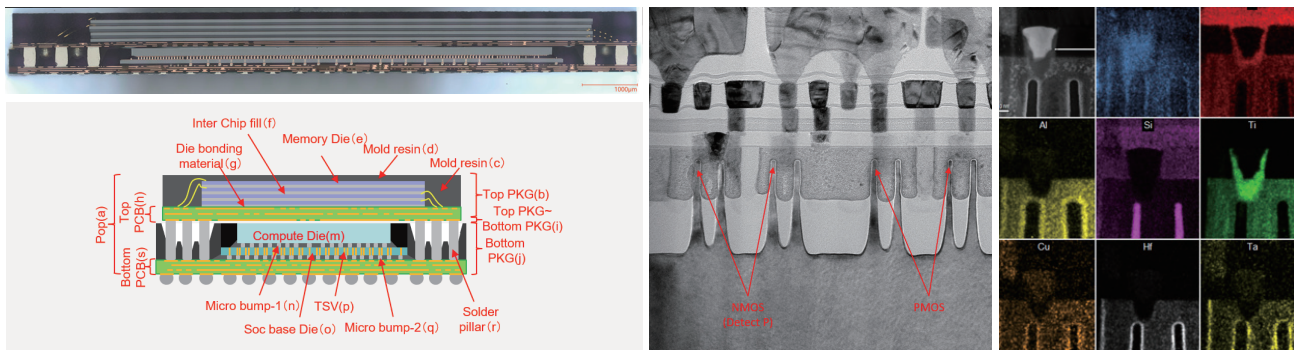 1000μm
Inter Chip fill(f)
Memory Die(e)
Die bonding
material(g)
Mold resin(d)
Mold resin(c)
Pop(a)
Top
PCB(h)
Bottom
PCB(s)
Top PKG(b)
Top PKG~
Bottom PKG(i)
Bottom
PKG(j)
Compute Die(m)
Micro bump-1(n)
TSV(p)
Soc base Die(o)
Micro bump-2(q)
Solder
pillar(r)
NMOS
(Detect P)
PMOS
Al
Si
Ti
Cu
Hf
Ta